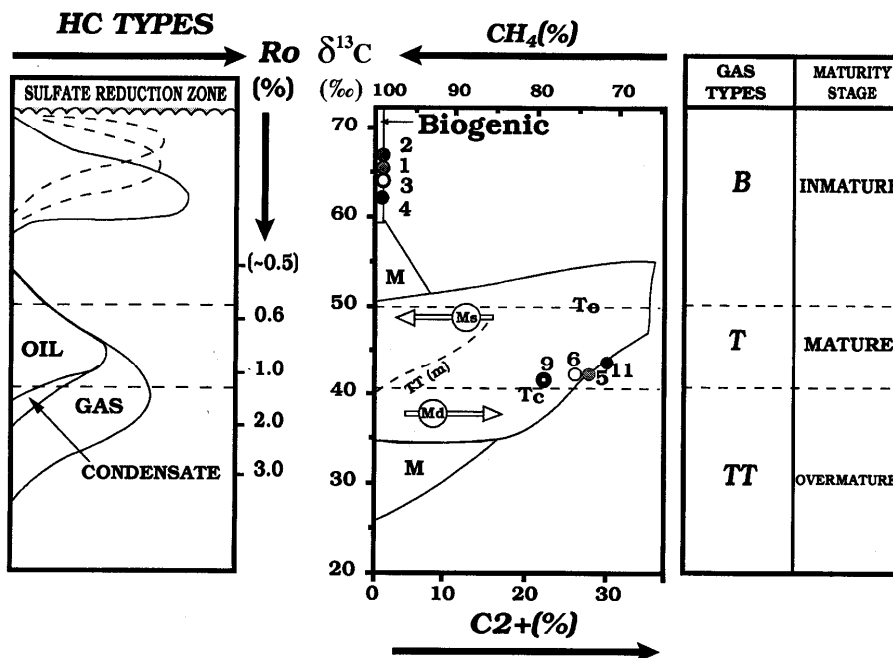 HC TYPES
Ro
(%)
SULFATE REDUCTION ZONE
(~0.5)
0.6
1.0
2.0
3.0
OIL
GAS
CONDENSATE
δ13C
(‰)
CH4(%)
100 90 80 70
70
60
50
40
30
20
Biogenic
2
1
3
4
M
To
Ms
TT (m)
9 6
5 11
Tc
Md
M
0 10 20 30
C2+(%)
GAS TYPES
MATURITY STAGE
B INMATURE
T MATURE
TT OVERMATURE